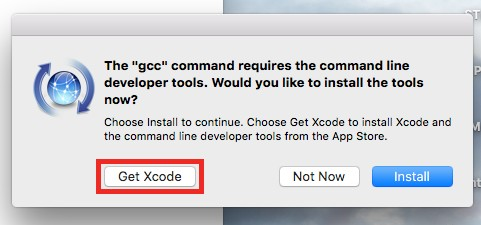 The "gcc" command requires the command line
developer tools. Would you like to install the tools
now?
Choose Install to continue. Choose Get Xcode to install Xcode and
the command line developer tools from the App Store.
Get Xcode
Not Now
Install